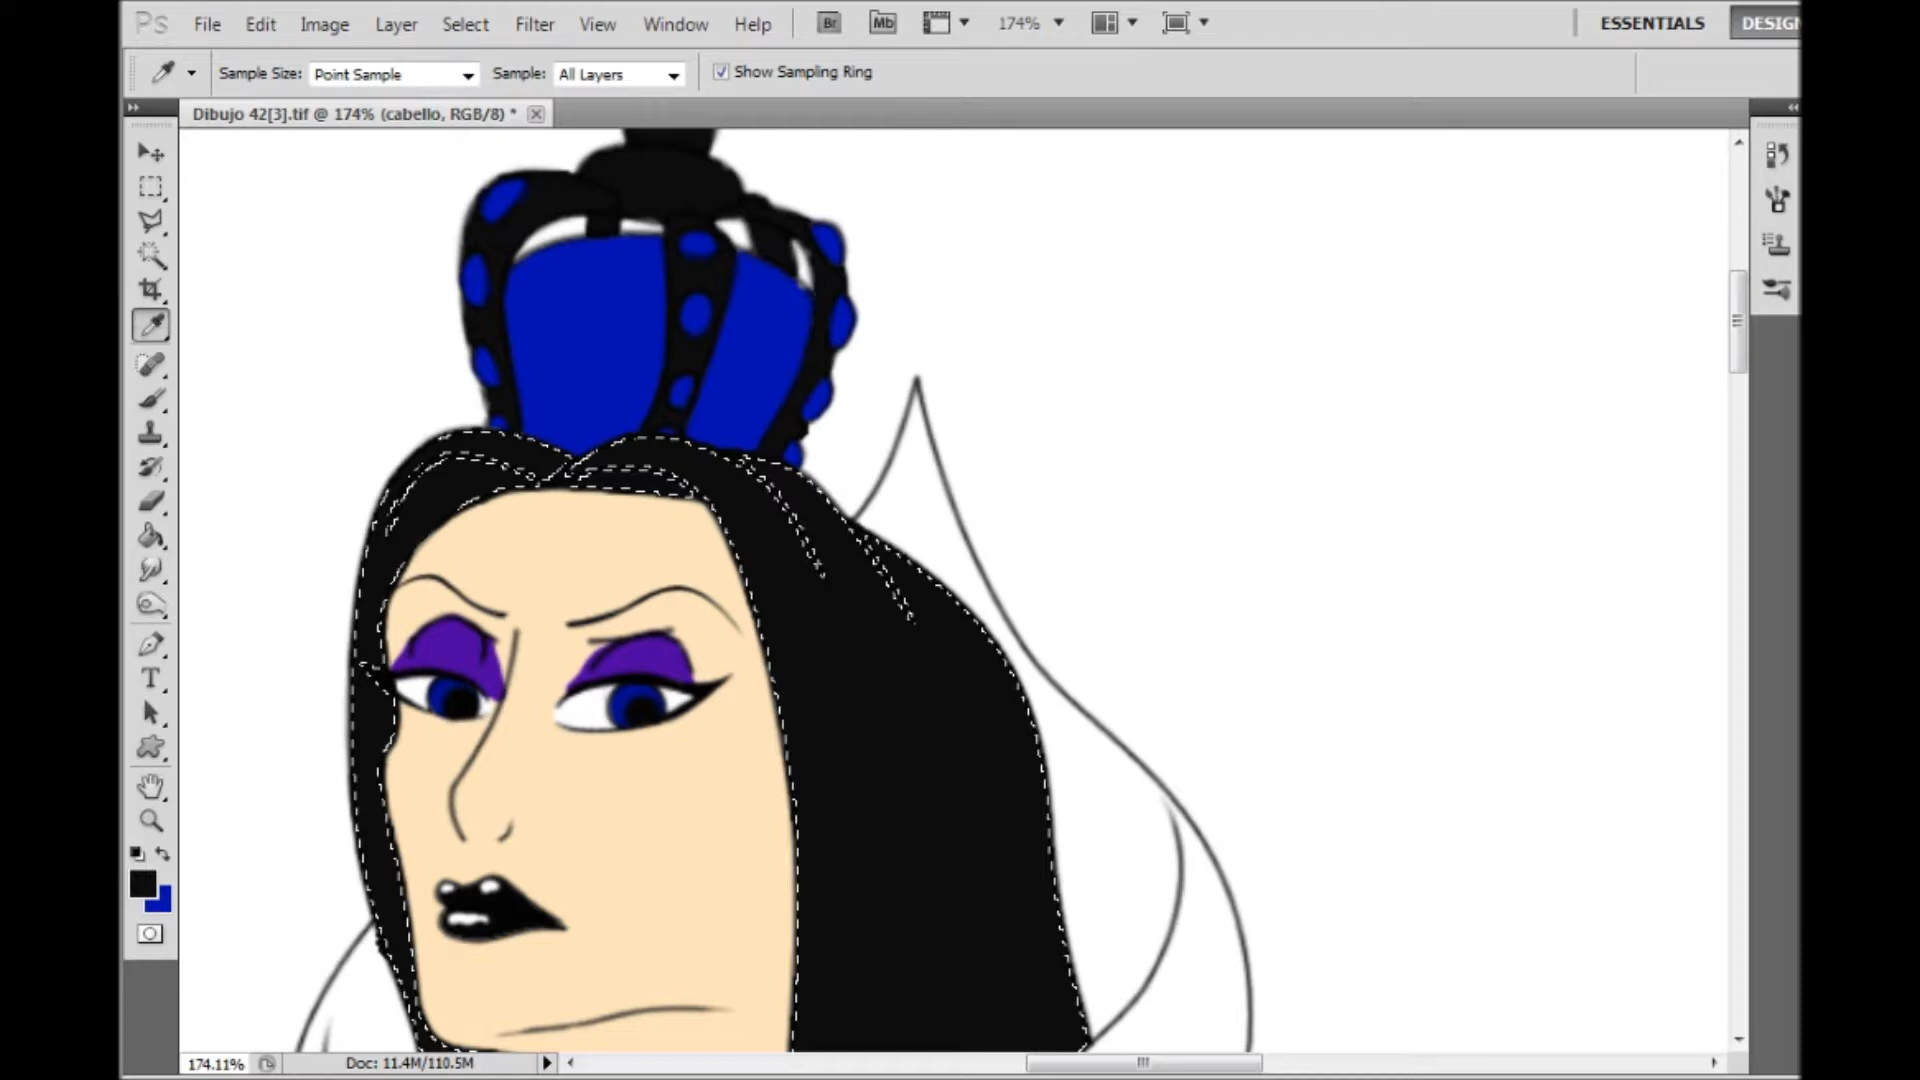 Ps File Edit Image Layer Select Filter View Window Help Br Mb 174% ESSENTIALS DESIGN
Sample Size: Point Sample Sample: All Layers Show Sampling Ring
Dibujo 42[3].tif @ 174% (cabello, RGB/8) *
T
174.11% Doc: 11.4M/110.5M